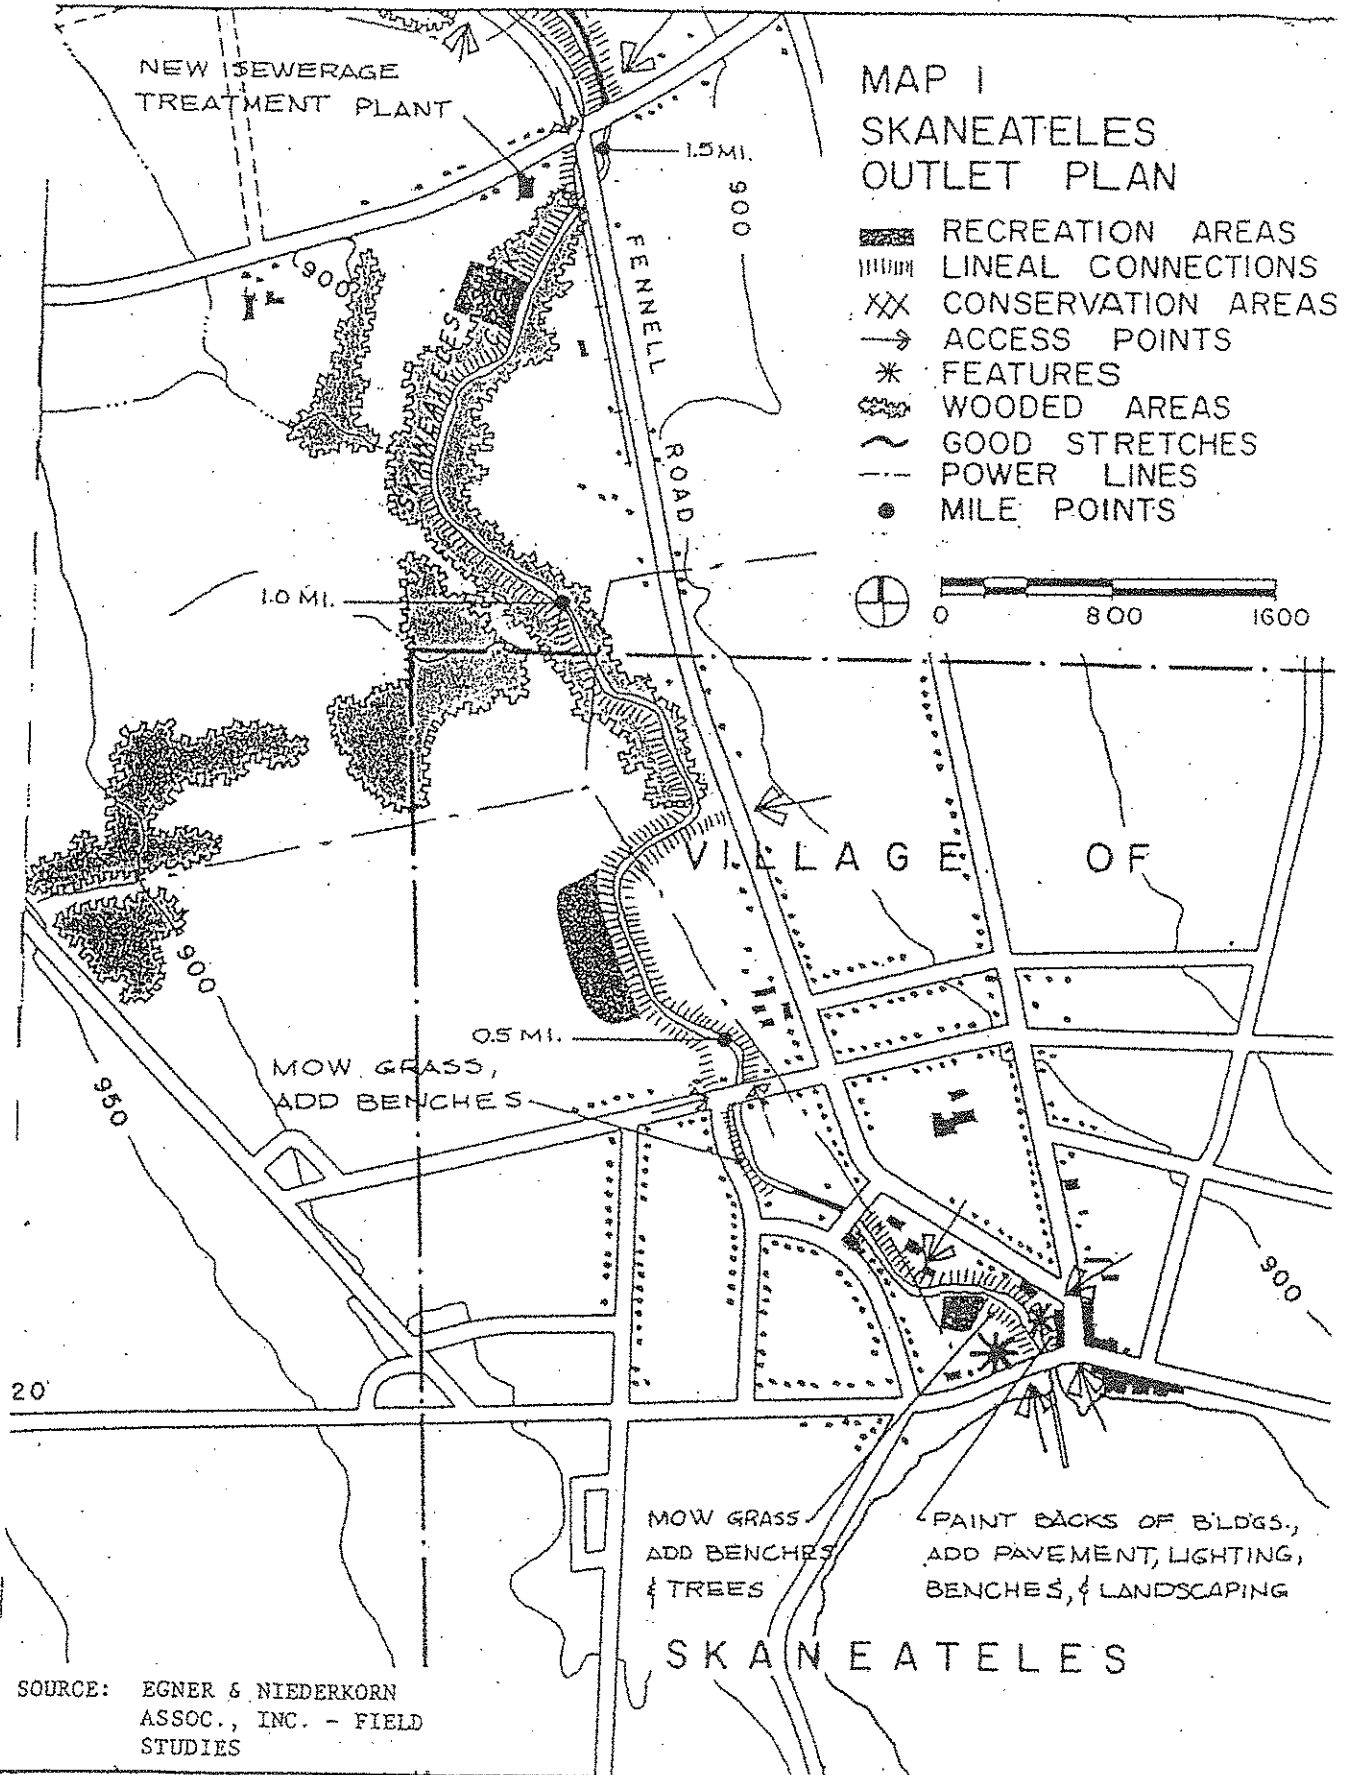 MAP I
SKANEATELES
OUTLET PLAN
RECREATION AREAS
LINEAL CONNECTIONS
CONSERVATION AREAS
ACCESS POINTS
FEATURES
WOODED AREAS
GOOD STRETCHES
POWER LINES
MILE POINTS
0 800 1600
NEW SEWERAGE
TREATMENT PLANT
1.5 MI.
900
FENNELL ROAD
900
SKANEATELES CREEK
1.0 MI.
VILLAGE OF
900
0.5 MI.
950
MOW GRASS,
ADD BENCHES
900
20
MOW GRASS
ADD BENCHES
& TREES
PAINT BACKS OF BLDGS.,
ADD PAVEMENT, LIGHTING,
BENCHES, & LANDSCAPING
SKANEATELES
SOURCE: EGNER & NIEDERKORN
ASSOC., INC. - FIELD
STUDIES